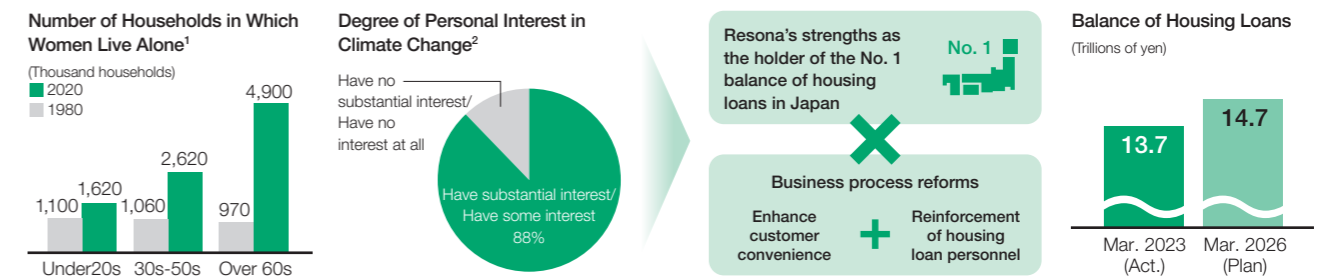 Number of Households in Which
Women Live Alone¹
(Thousand households)
2020
1980
4,900
2,620
1,620
1,100
1,060
970
Under20s
30s-50s
Over 60s
Degree of Personal Interest in
Climate Change²
Have no
substantial interest/
Have no
interest at all
Have substantial interest/
Have some interest
88%
Resona's strengths as
the holder of the No. 1
balance of housing
loans in Japan
No. 1
Business process reforms
Enhance
customer
convenience
Reinforcement
of housing
loan personnel
Balance of Housing Loans
(Trillions of yen)
13.7
14.7
Mar. 2023
(Act.)
Mar. 2026
(Plan)